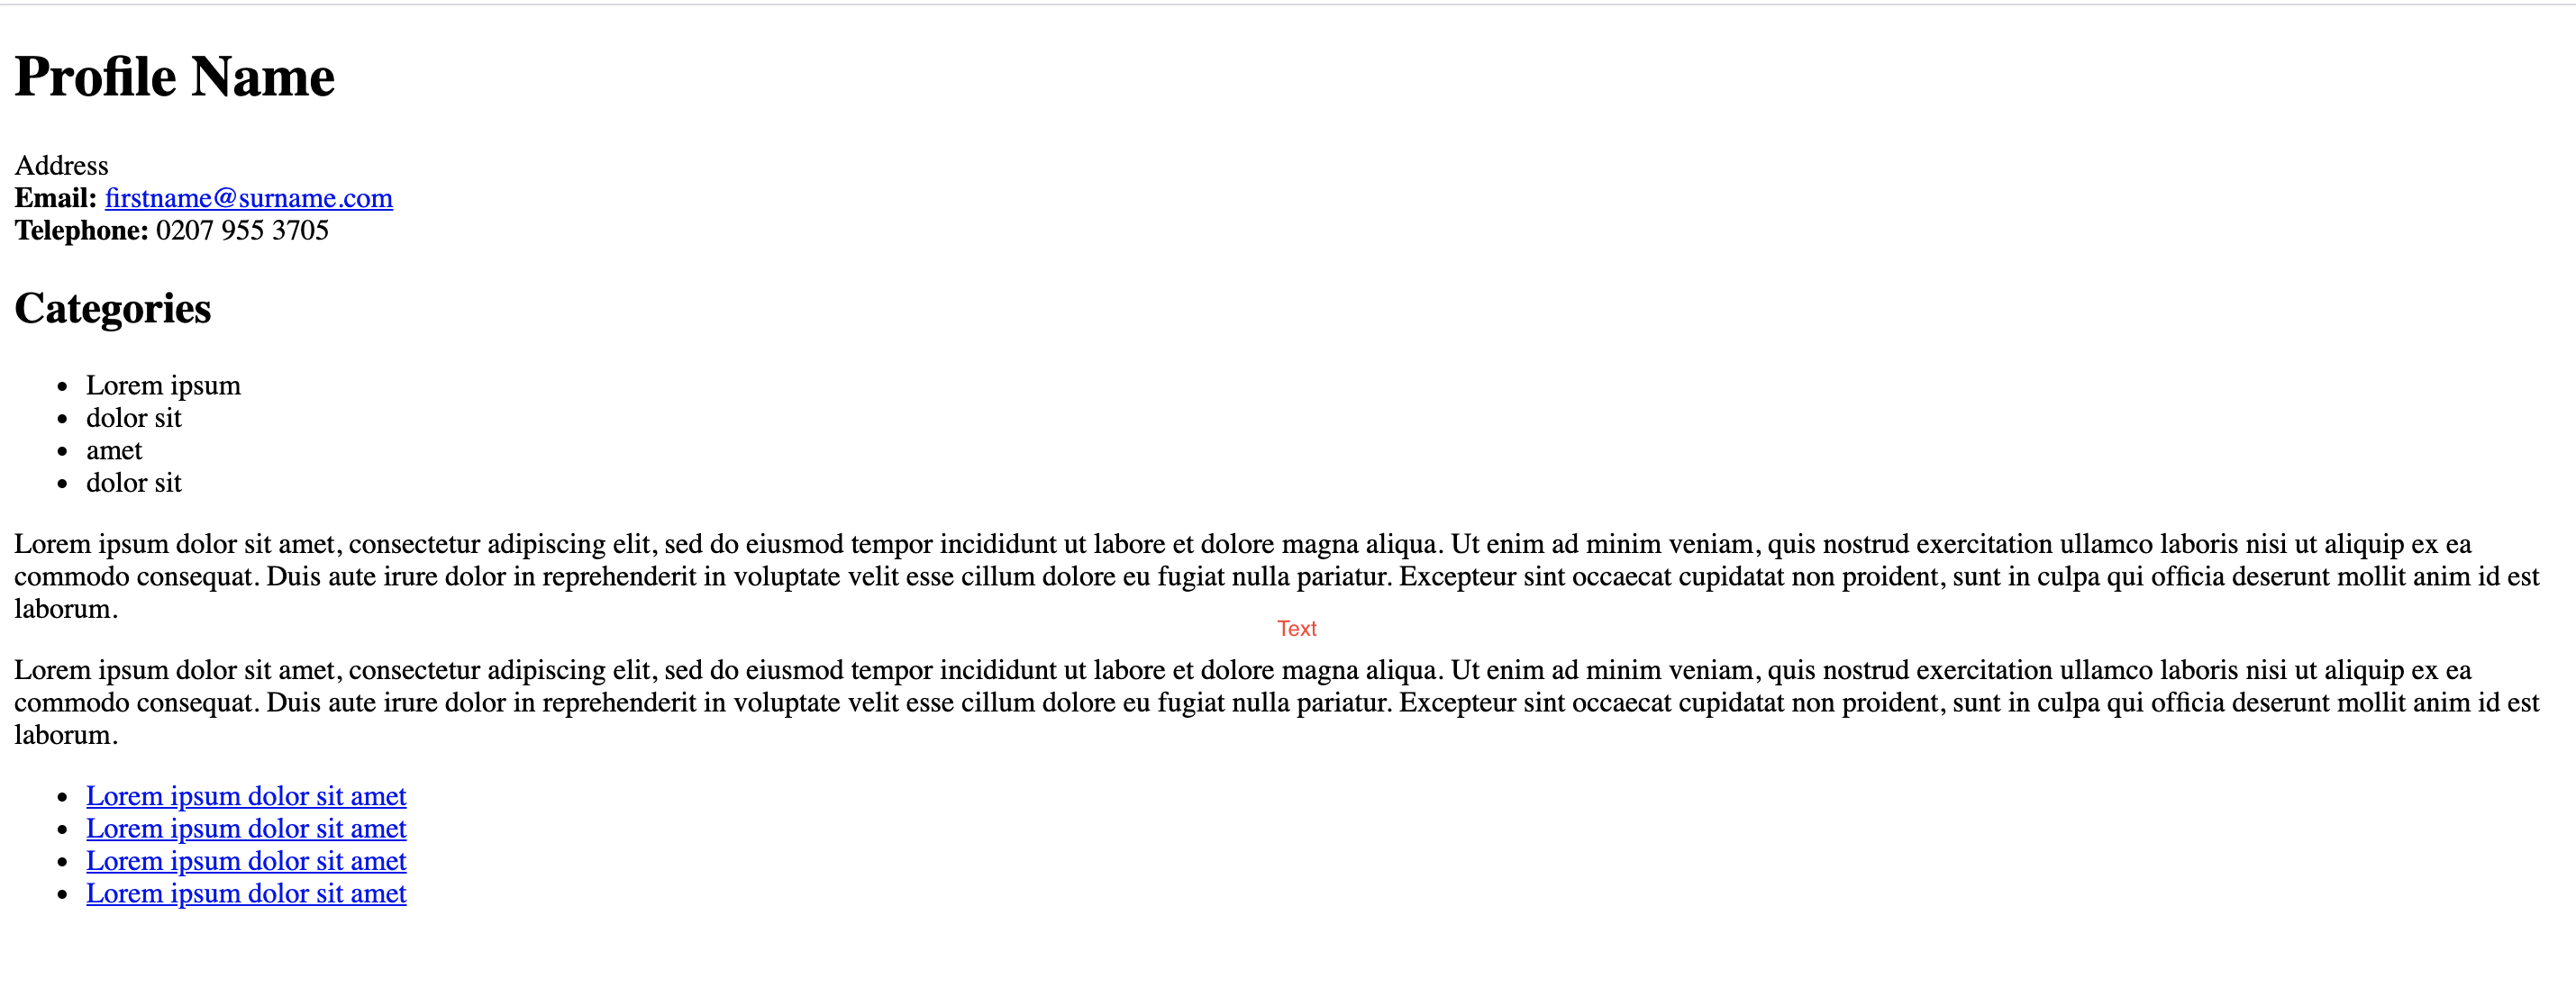 Profile Name
Address
Email: firstname@surname.com
Telephone: 0207 955 3705
Categories
Lorem ipsum
dolor sit
amet
dolor sit
Lorem ipsum dolor sit amet, consectetur adipiscing elit, sed do eiusmod tempor incididunt ut labore et dolore magna aliqua. Ut enim ad minim veniam, quis nostrud exercitation ullamco laboris nisi ut aliquip ex ea
commodo consequat. Duis aute irure dolor in reprehenderit in voluptate velit esse cillum dolore eu fugiat nulla pariatur. Excepteur sint occaecat cupidatat non proident, sunt in culpa qui officia deserunt mollit anim id est
laborum.
Text
Lorem ipsum dolor sit amet, consectetur adipiscing elit, sed do eiusmod tempor incididunt ut labore et dolore magna aliqua. Ut enim ad minim veniam, quis nostrud exercitation ullamco laboris nisi ut aliquip ex ea
commodo consequat. Duis aute irure dolor in reprehenderit in voluptate velit esse cillum dolore eu fugiat nulla pariatur. Excepteur sint occaecat cupidatat non proident, sunt in culpa qui officia deserunt mollit anim id est
laborum.
Lorem ipsum dolor sit amet
Lorem ipsum dolor sit amet
Lorem ipsum dolor sit amet
Lorem ipsum dolor sit amet